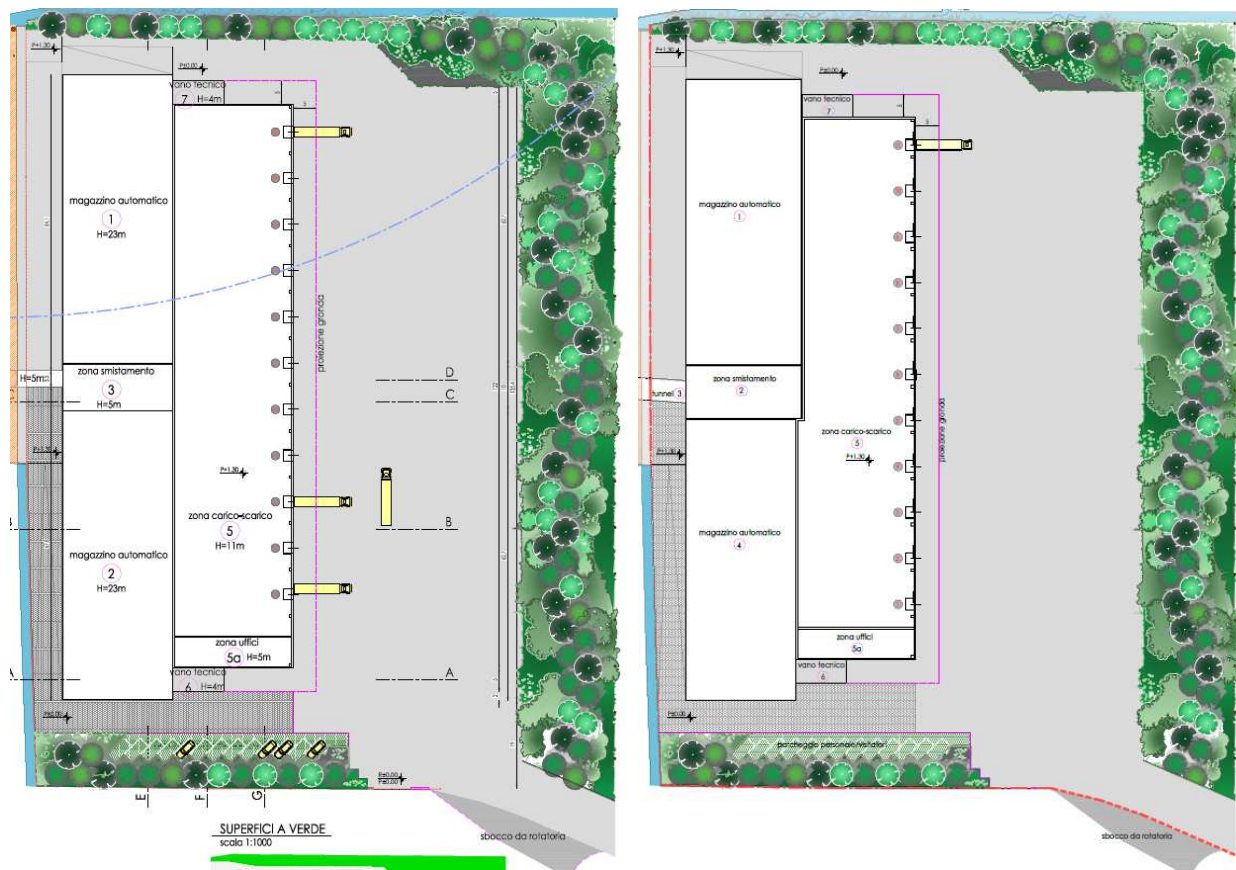 P+1.30
P±0.00
vano tecnico
7 H=4m
5
5
magazzino automatico
1
H=23m
proiezione gronda
zona smistamento
3
H=5m
H=5m
D
C
P+1.30
P+1.30
zona carico-scarico
5
H=11m
B
B
magazzino automatico
2
H=23m
zona uffici
5a H=5m
vano tecnico
6 H=4m
A
A
P±0.00
P±0.00
P±0.00
E
F
G
SUPERFICI A VERDE
scala 1:1000
sbocco da rotatoria
P+1.30
P±0.00
vano tecnico
7
magazzino automatico
1
zona smistamento
2
tunnel 3
proiezione gronda
zona carico-scarico
5
P+1.30
P+1.30
magazzino automatico
4
zona uffici
5a
vano tecnico
6
P±0.00
parcheggio personale/visitatori
sbocco da rotatoria